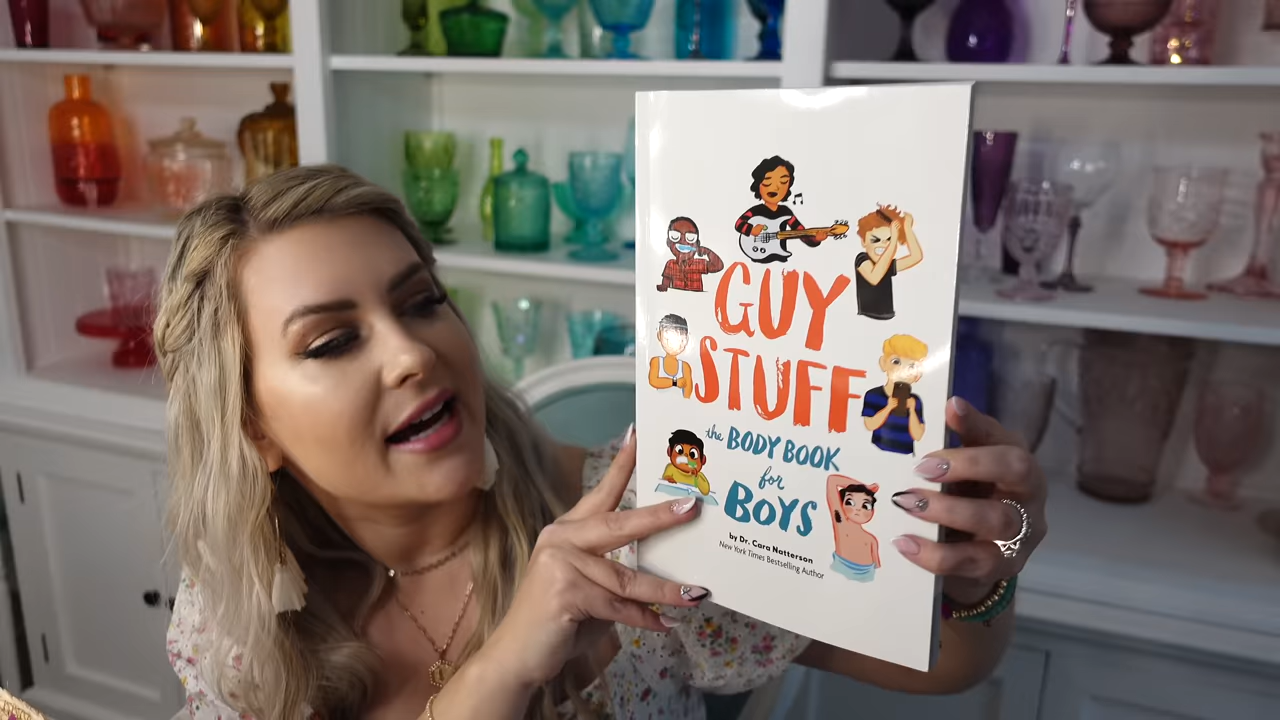 GUY
STUFF
the BODY BOOK
for
BOYS
by Dr. Cara Natterson
New York Times Bestselling Author